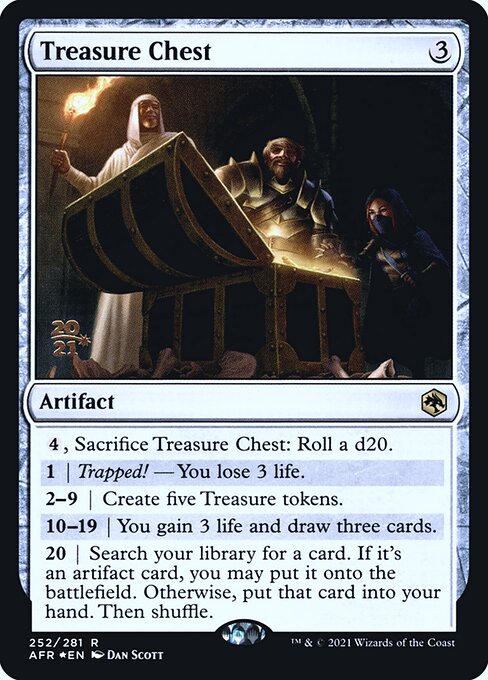 Treasure Chest 3
20
21
Artifact
4 , Sacrifice Treasure Chest: Roll a d20.
1 | Trapped! — You lose 3 life.
2–9 | Create five Treasure tokens.
10–19 | You gain 3 life and draw three cards.
20 | Search your library for a card. If it's
an artifact card, you may put it onto the
battlefield. Otherwise, put that card into your
hand. Then shuffle.
252/281 R
AFR ★ EN Dan Scott
™ & © 2021 Wizards of the Coast